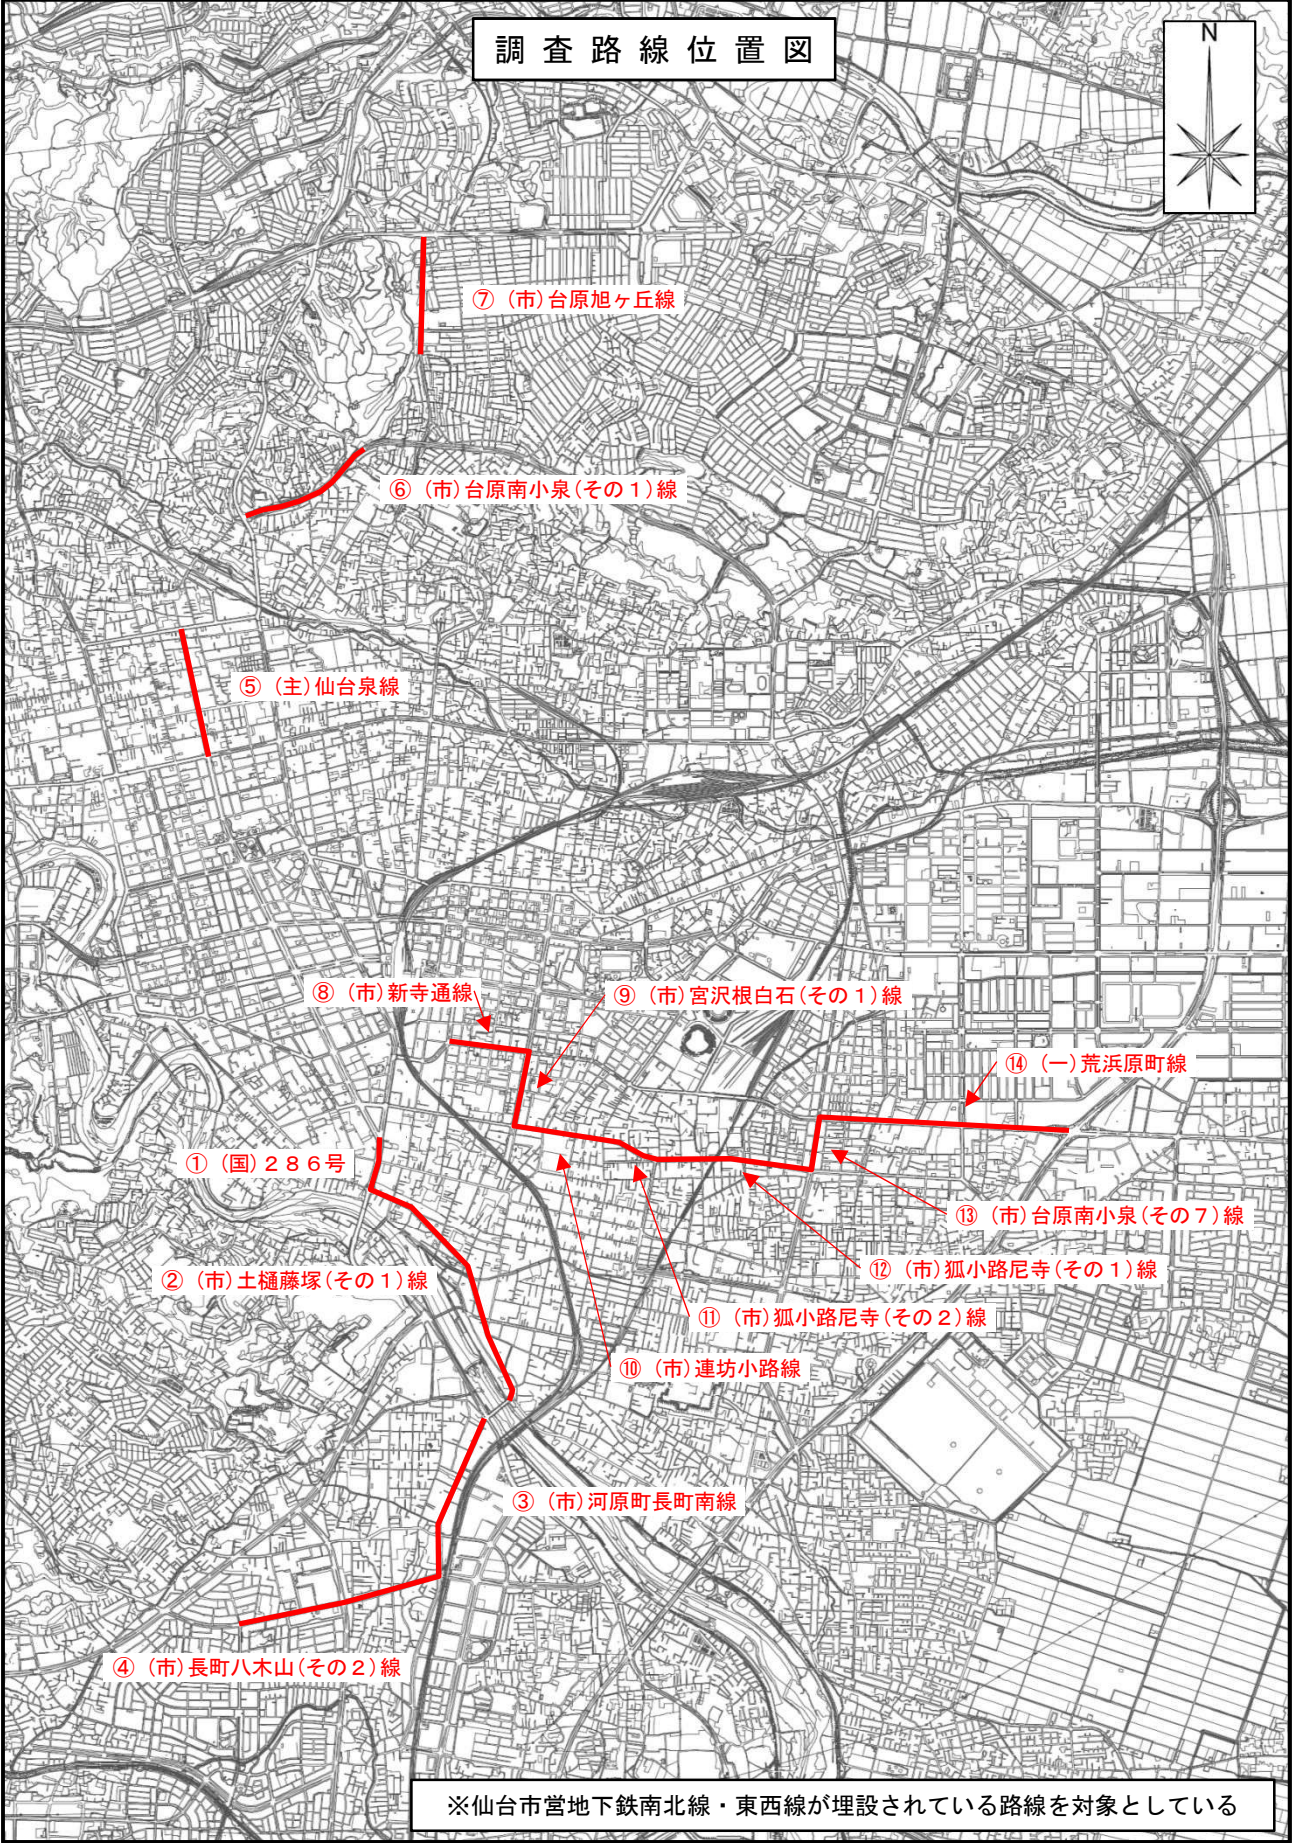 調査路線位置図
N
⑦（市）台原旭ヶ丘線
⑥（市）台原南小泉（その１）線
⑤（主）仙台泉線
⑧（市）新寺通線
⑨（市）宮沢根白石（その１）線
⑭（一）荒浜原町線
①（国）２８６号
⑬（市）台原南小泉（その７）線
②（市）土樋藤塚（その１）線
⑫（市）狐小路尼寺（その１）線
⑪（市）狐小路尼寺（その２）線
⑩（市）連坊小路線
③（市）河原町長町南線
④（市）長町八木山（その２）線
※仙台市営地下鉄南北線・東西線が埋設されている路線を対象としている